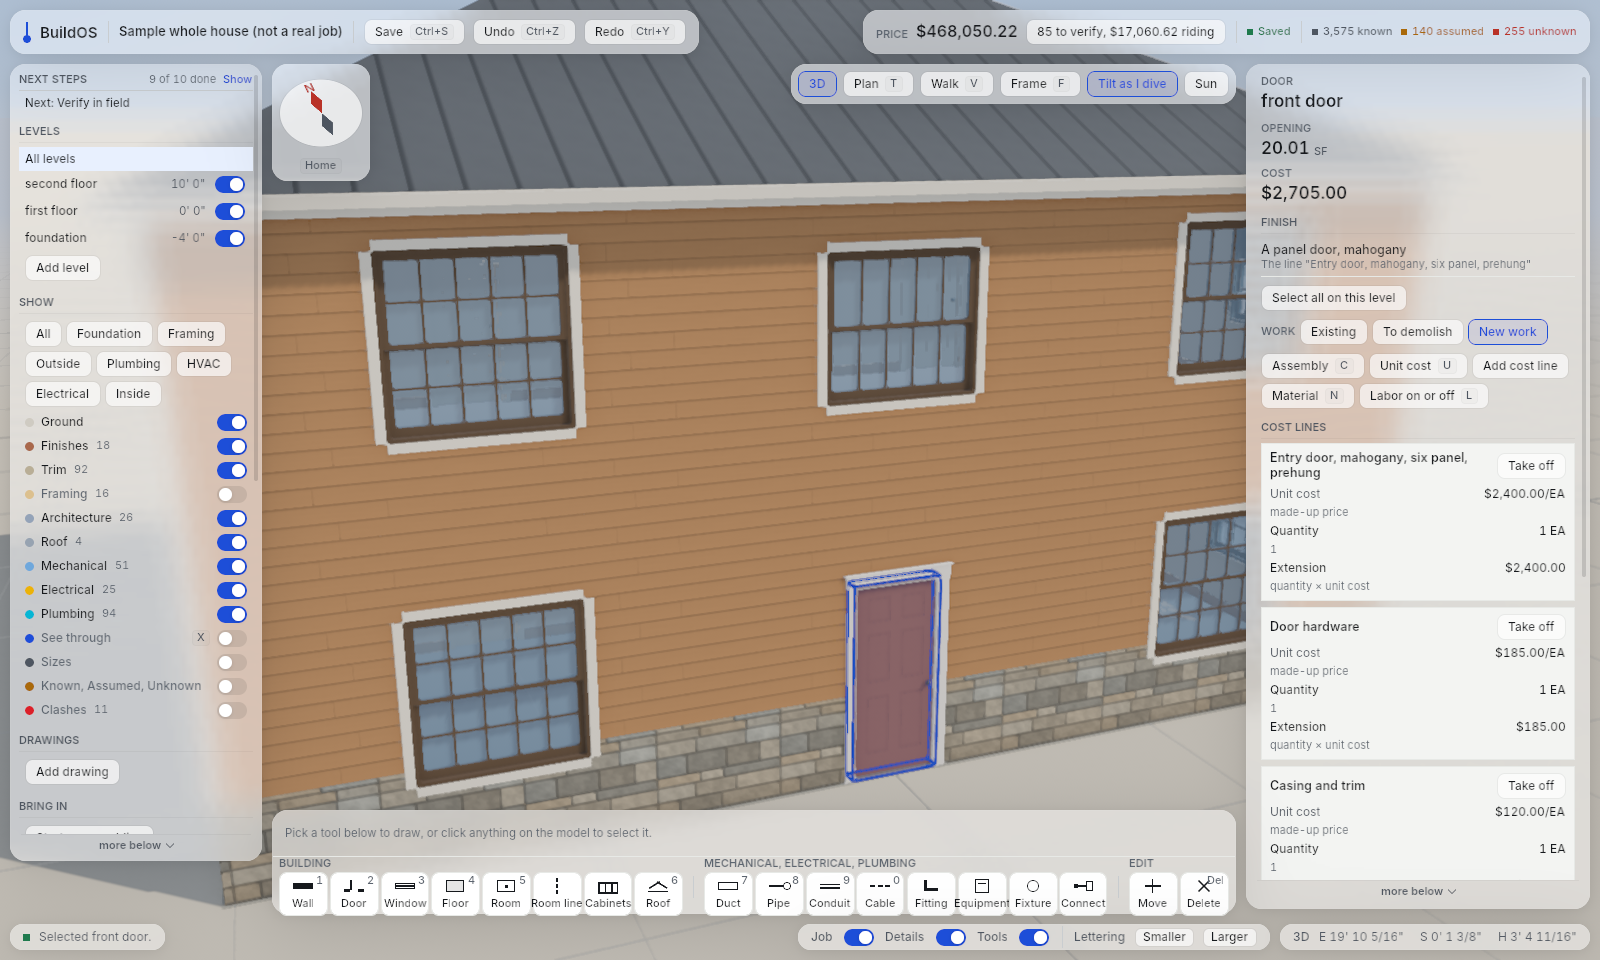 BuildOS
Sample whole house (not a real job)
Save Ctrl+S
Undo Ctrl+Z
Redo Ctrl+Y
PRICE $468,050.22
85 to verify, $17,060.62 riding
Saved
3,575 known
140 assumed
255 unknown
NEXT STEPS 9 of 10 done Show
Next: Verify in field
LEVELS
All levels
second floor 10' 0"
first floor 0' 0"
foundation -4' 0"
Add level
SHOW
All Foundation Framing
Outside Plumbing HVAC
Electrical Inside
Ground
Finishes 18
Trim 92
Framing 16
Architecture 26
Roof 4
Mechanical 51
Electrical 25
Plumbing 94
See through X
Sizes
Known, Assumed, Unknown
Clashes 11
DRAWINGS
Add drawing
BRING IN
more below
N
Home
3D
Plan T
Walk V
Frame F
Tilt as I dive
Sun
DOOR
front door
OPENING
20.01 SF
COST
$2,705.00
FINISH
A panel door, mahogany
The line "Entry door, mahogany, six panel, prehung"
Select all on this level
WORK Existing To demolish New work
Assembly C Unit cost U Add cost line
Material N Labor on or off L
COST LINES
Entry door, mahogany, six panel, prehung Take off
Unit cost $2,400.00/EA
made-up price
Quantity 1 EA
1
Extension $2,400.00
quantity × unit cost
Door hardware Take off
Unit cost $185.00/EA
made-up price
Quantity 1 EA
1
Extension $185.00
quantity × unit cost
Casing and trim Take off
Unit cost $120.00/EA
made-up price
Quantity 1 EA
1
more below
Pick a tool below to draw, or click anything on the model to select it.
BUILDING
Wall 1
Door 2
Window 3
Floor 4
Room 5
Room line
Cabinets
Roof 6
MECHANICAL, ELECTRICAL, PLUMBING
Duct 7
Pipe 8
Conduit 9
Cable 0
Fitting
Equipment
Fixture
Connect
EDIT
Move
Delete Del
Selected front door.
Job Details Tools Lettering Smaller Larger
3D E 19' 10 5/16" S 0' 1 3/8" H 3' 4 11/16"